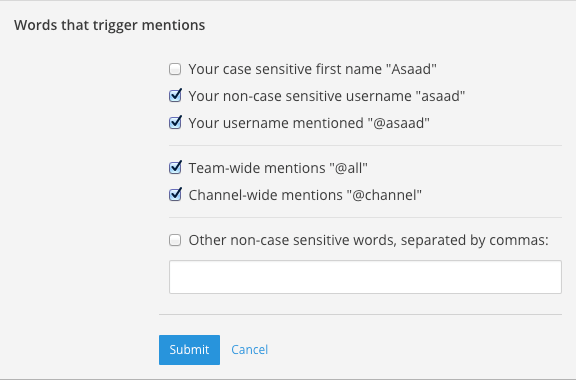 Words that trigger mentions
Your case sensitive first name "Asaad"
Your non-case sensitive username "asaad"
Your username mentioned "@asaad"
Team-wide mentions "@all"
Channel-wide mentions "@channel"
Other non-case sensitive words, separated by commas:
Submit Cancel